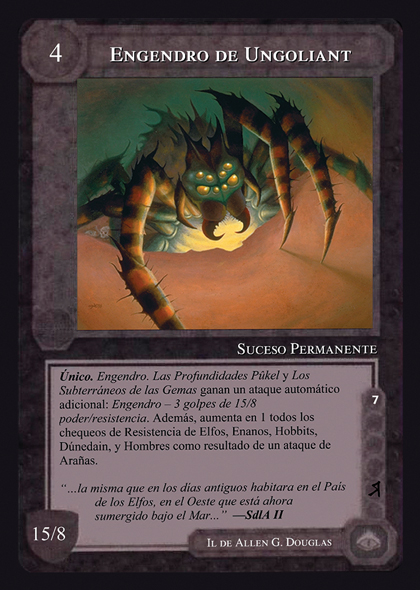 4
ENGENDRO DE UNGOLIANT
SUCESO PERMANENTE
Único. Engendro. Las Profundidades Púkel y Los
Subterráneos de las Gemas ganan un ataque automático
adicional: Engendro – 3 golpes de 15/8
poder/resistencia. Además, aumenta en 1 todos los
chequeos de Resistencia de Elfos, Enanos, Hobbits,
Dúnedain, y Hombres como resultado de un ataque de
Arañas.
7
“...la misma que en los días antiguos habitara en el País
de los Elfos, en el Oeste que está ahora
sumergido bajo el Mar...” —SdlA II
15/8
IL DE ALLEN G. DOUGLAS